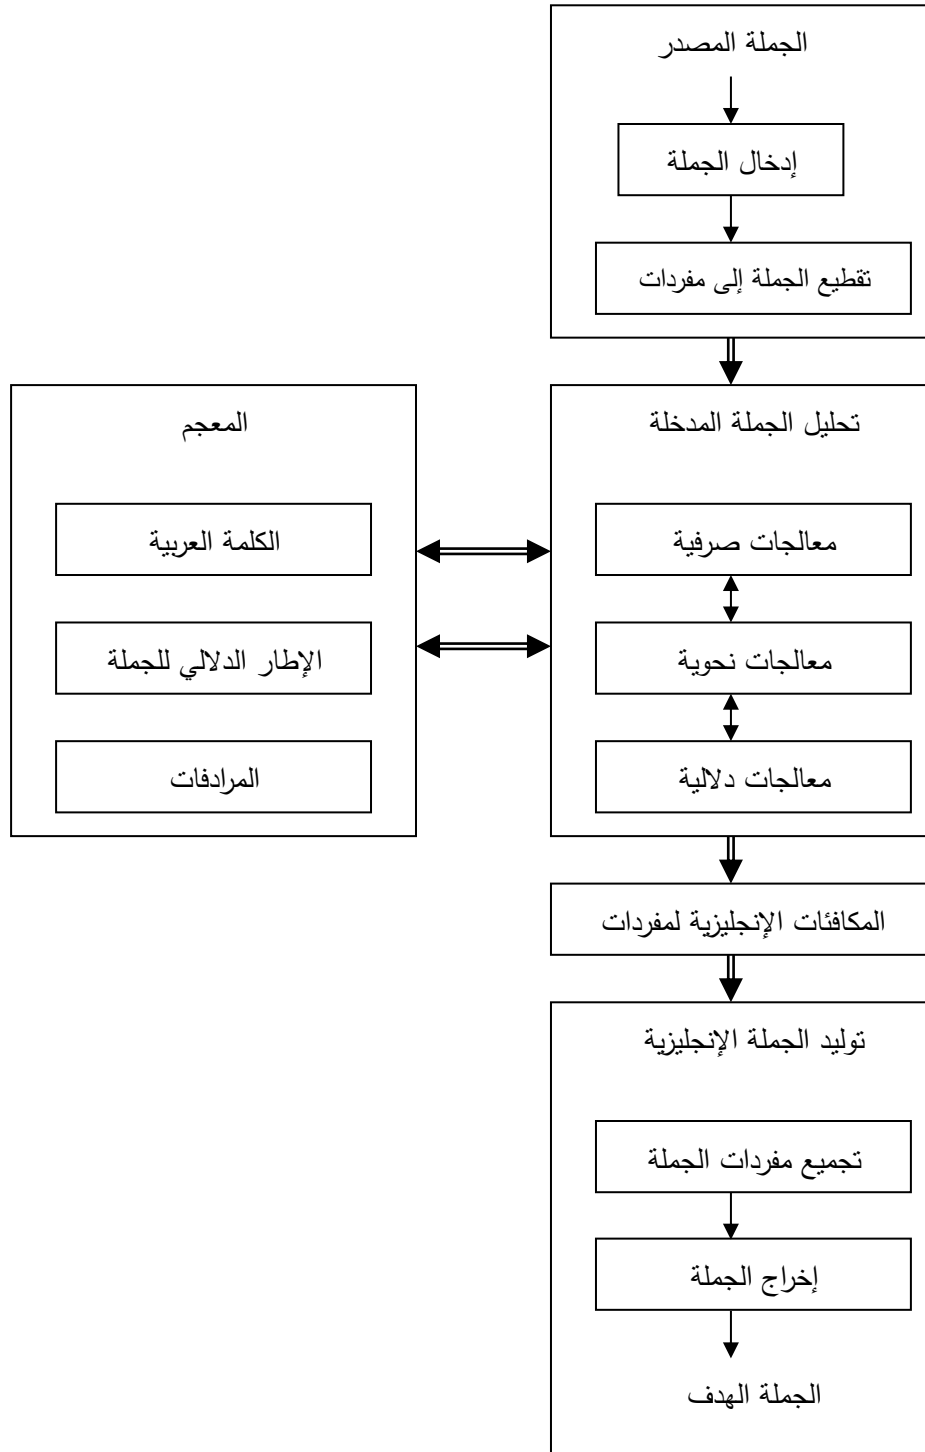 الجملة المصدر
إدخال الجملة
تقطيع الجملة إلى مفردات
تحليل الجملة المدخلة
معالجات صرفية
معالجات نحوية
معالجات دلالية
المعجم
الكلمة العربية
الإطار الدلالي للجملة
المرادفات
المكافئات الإنجليزية لمفردات
توليد الجملة الإنجليزية
تجميع مفردات الجملة
إخراج الجملة
الجملة الهدف